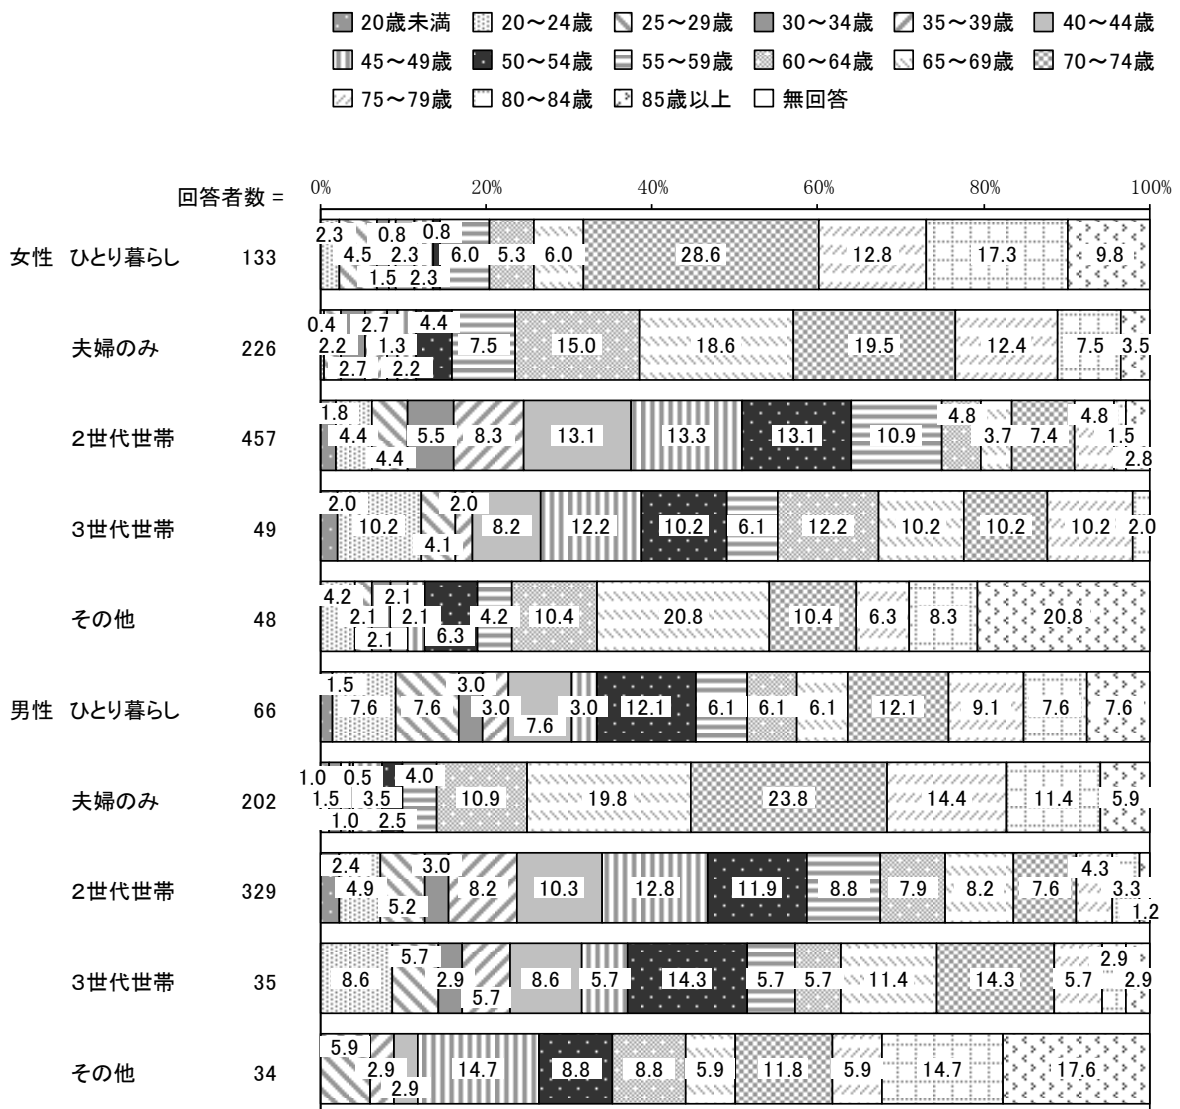 20歳未満 20～24歳 25～29歳 30～34歳 35～39歳 40～44歳
45～49歳 50～54歳 55～59歳 60～64歳 65～69歳 70～74歳
75～79歳 80～84歳 85歳以上 無回答
回答者数 = 0% 20% 40% 60% 80% 100%
女性 ひとり暮らし 133 2.3 4.5 1.5 0.8 2.3 2.3 0.8 6.0 5.3 6.0 28.6 12.8 17.3 9.8
夫婦のみ 226 0.4 2.2 2.7 2.7 1.3 2.2 4.4 7.5 15.0 18.6 19.5 12.4 7.5 3.5
２世代世帯 457 1.8 4.4 4.4 5.5 8.3 13.1 13.3 13.1 10.9 4.8 3.7 7.4 4.8 1.5 2.8
３世代世帯 49 2.0 10.2 4.1 2.0 8.2 12.2 10.2 6.1 12.2 10.2 10.2 10.2 2.0
その他 48 4.2 2.1 2.1 2.1 2.1 6.3 4.2 10.4 20.8 10.4 6.3 8.3 20.8
男性 ひとり暮らし 66 1.5 7.6 7.6 3.0 3.0 7.6 3.0 12.1 6.1 6.1 6.1 12.1 9.1 7.6 7.6
夫婦のみ 202 1.0 1.5 1.0 0.5 3.5 2.5 4.0 10.9 19.8 23.8 14.4 11.4 5.9
２世代世帯 329 2.4 4.9 5.2 3.0 8.2 10.3 12.8 11.9 8.8 7.9 8.2 7.6 4.3 3.3 1.2
３世代世帯 35 8.6 5.7 2.9 5.7 8.6 5.7 14.3 5.7 5.7 11.4 14.3 5.7 2.9 2.9
その他 34 5.9 2.9 2.9 14.7 8.8 8.8 5.9 11.8 5.9 14.7 17.6